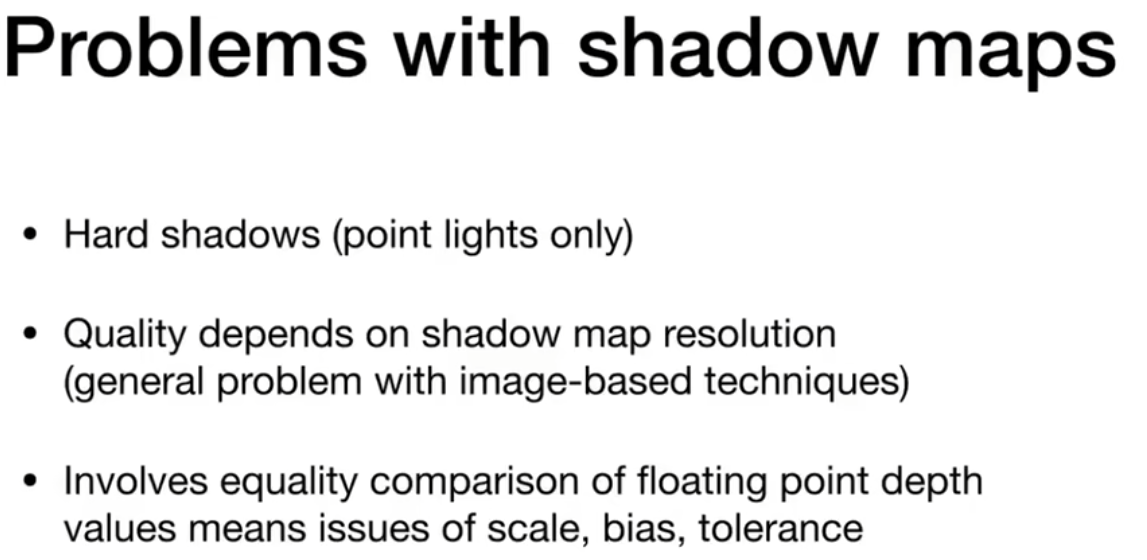 Problems with shadow maps
• Hard shadows (point lights only)
• Quality depends on shadow map resolution
(general problem with image-based techniques)
• Involves equality comparison of floating point depth
values means issues of scale, bias, tolerance